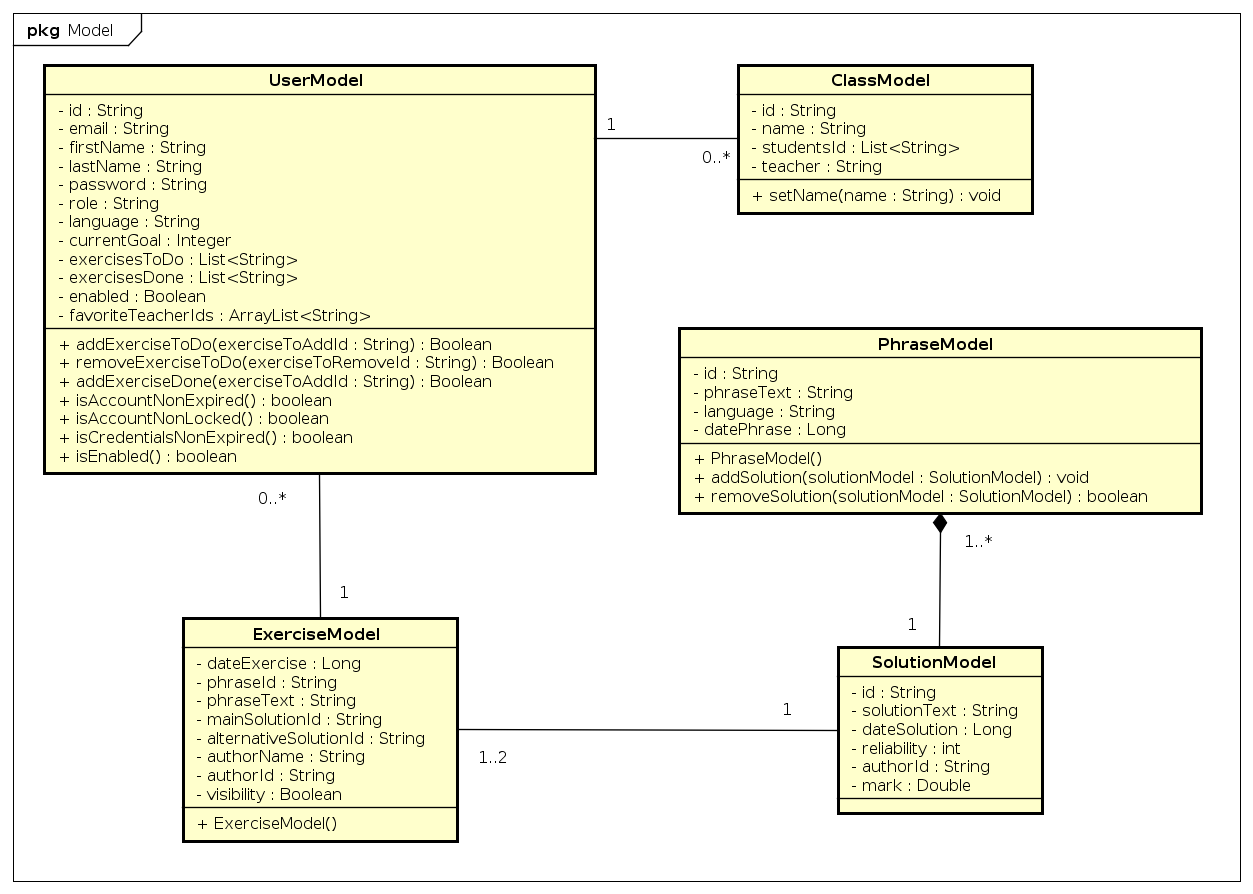 pkg Model
UserModel
- id : String
- email : String
- firstName : String
- lastName : String
- password : String
- role : String
- language : String
- currentGoal : Integer
- exercisesToDo : List<String>
- exercisesDone : List<String>
- enabled : Boolean
- favoriteTeacherIds : ArrayList<String>
+ addExerciseToDo(exerciseToAddId : String) : Boolean
+ removeExerciseToDo(exerciseToRemoveId : String) : Boolean
+ addExerciseDone(exerciseToAddId : String) : Boolean
+ isAccountNonExpired() : boolean
+ isAccountNonLocked() : boolean
+ isCredentialsNonExpired() : boolean
+ isEnabled() : boolean
1
0..*
ClassModel
- id : String
- name : String
- studentsId : List<String>
- teacher : String
+ setName(name : String) : void
PhraseModel
- id : String
- phraseText : String
- language : String
- datePhrase : Long
+ PhraseModel()
+ addSolution(solutionModel : SolutionModel) : void
+ removeSolution(solutionModel : SolutionModel) : boolean
0..*
1
1..*
1
ExerciseModel
- dateExercise : Long
- phraseId : String
- phraseText : String
- mainSolutionId : String
- alternativeSolutionId : String
- authorName : String
- authorId : String
- visibility : Boolean
+ ExerciseModel()
1
1..2
SolutionModel
- id : String
- solutionText : String
- dateSolution : Long
- reliability : int
- authorId : String
- mark : Double